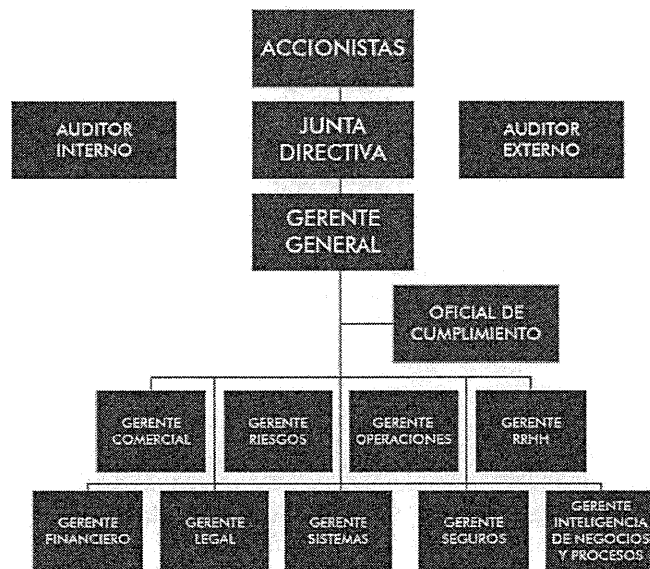 ACCIONISTAS
AUDITOR
INTERNO
JUNTA
DIRECTIVA
AUDITOR
EXTERNO
GERENTE
GENERAL
OFICIAL DE
CUMPLIMIENTO
GERENTE
COMERCIAL
GERENTE
RIESGOS
GERENTE
OPERACIONES
GERENTE
RRHH
GERENTE
FINANCIERO
GERENTE
LEGAL
GERENTE
SISTEMAS
GERENTE
SEGUROS
GERENTE
INTELIGENCIA
DE NEGOCIOS
Y PROCESOS